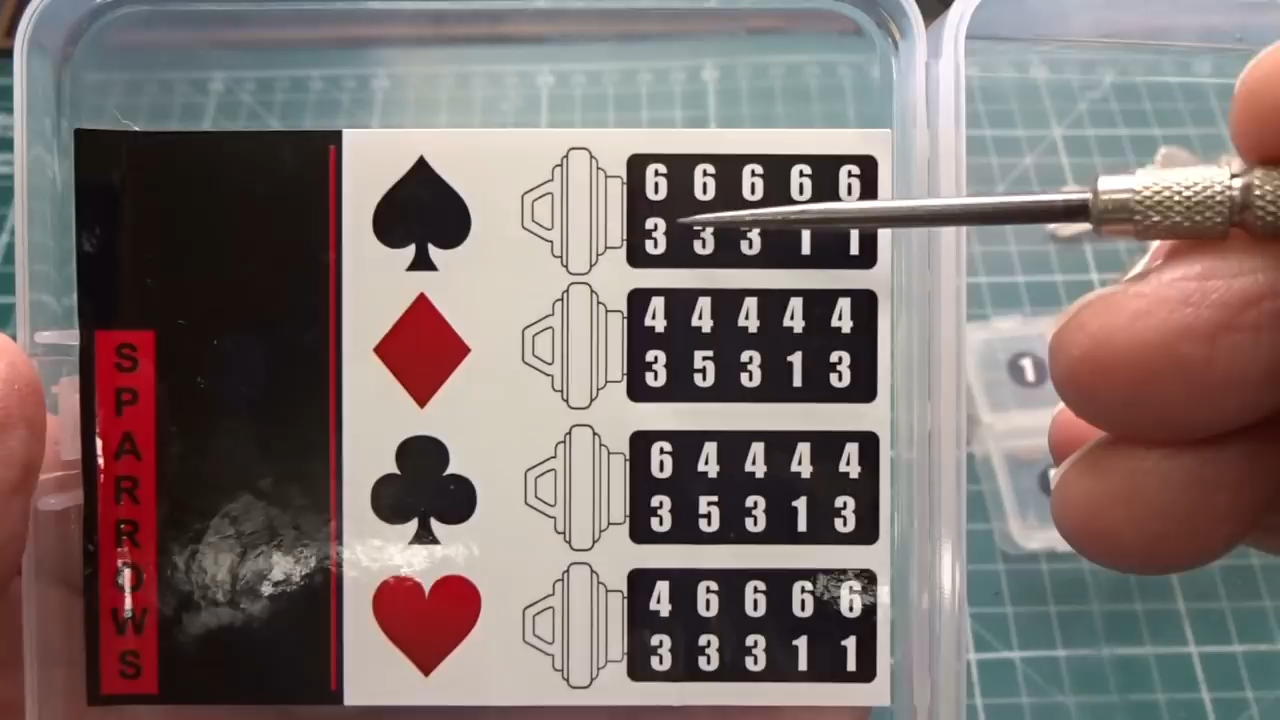 SPARROWS
6 6 6 6 6
3 3 3 1 1
4 4 4 4 4
3 5 3 1 3
6 4 4 4 4
3 5 3 1 3
4 6 6 6 6
3 3 3 1 1
1